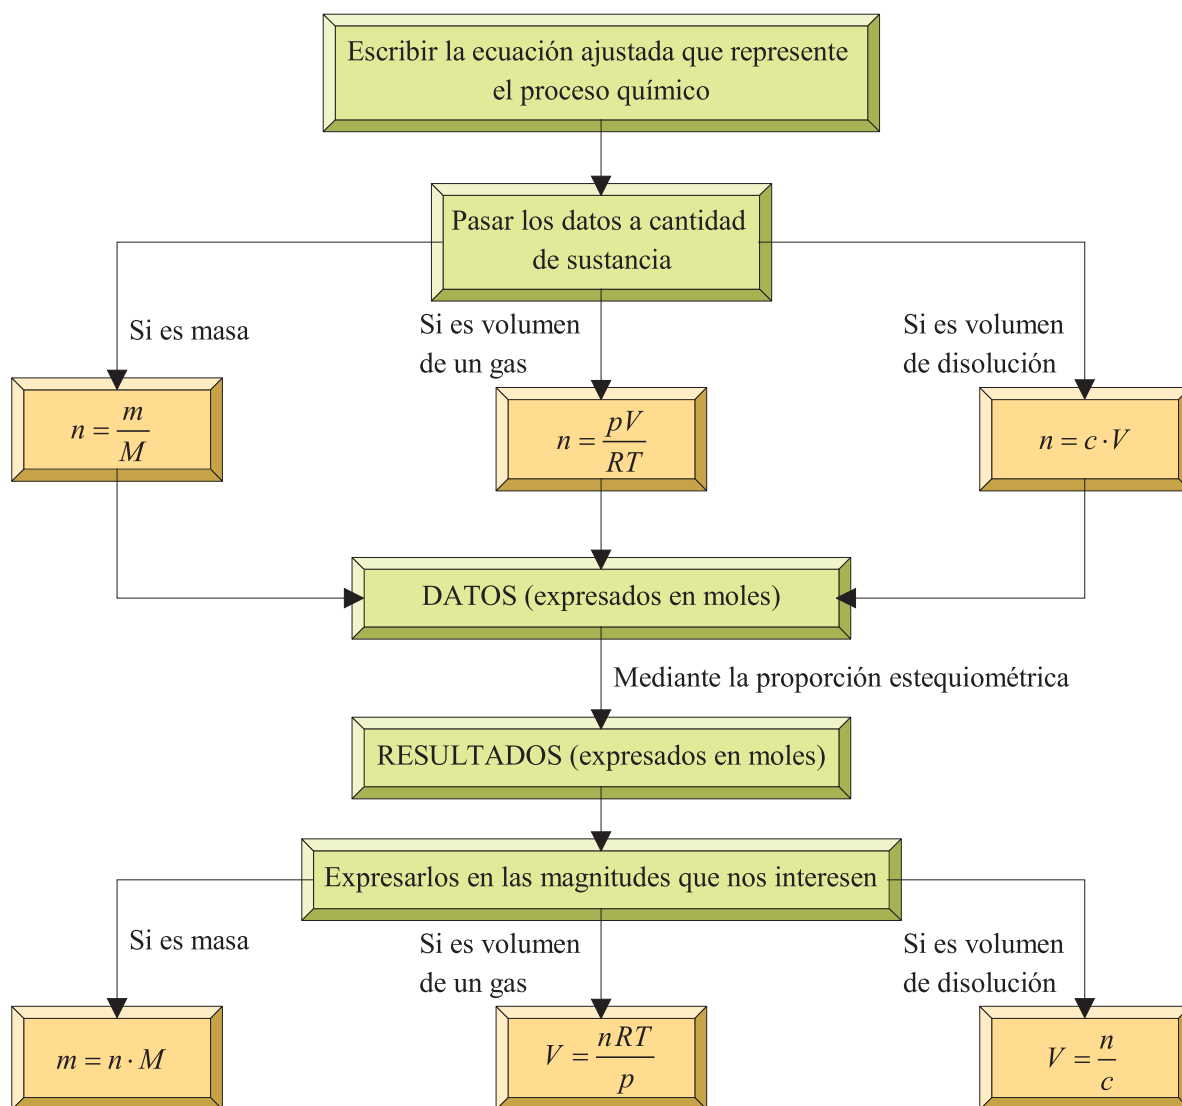 Escribir la ecuación ajustada que represente
el proceso químico
Pasar los datos a cantidad
de sustancia
Si es masa
Si es volumen
de un gas
Si es volumen
de disolución
n = m/M
n = pV/RT
n = c · V
DATOS (expresados en moles)
Mediante la proporción estequiométrica
RESULTADOS (expresados en moles)
Expresarlos en las magnitudes que nos interesen
Si es masa
Si es volumen
de un gas
Si es volumen
de disolución
m = n · M
V = nRT/p
V = n/c